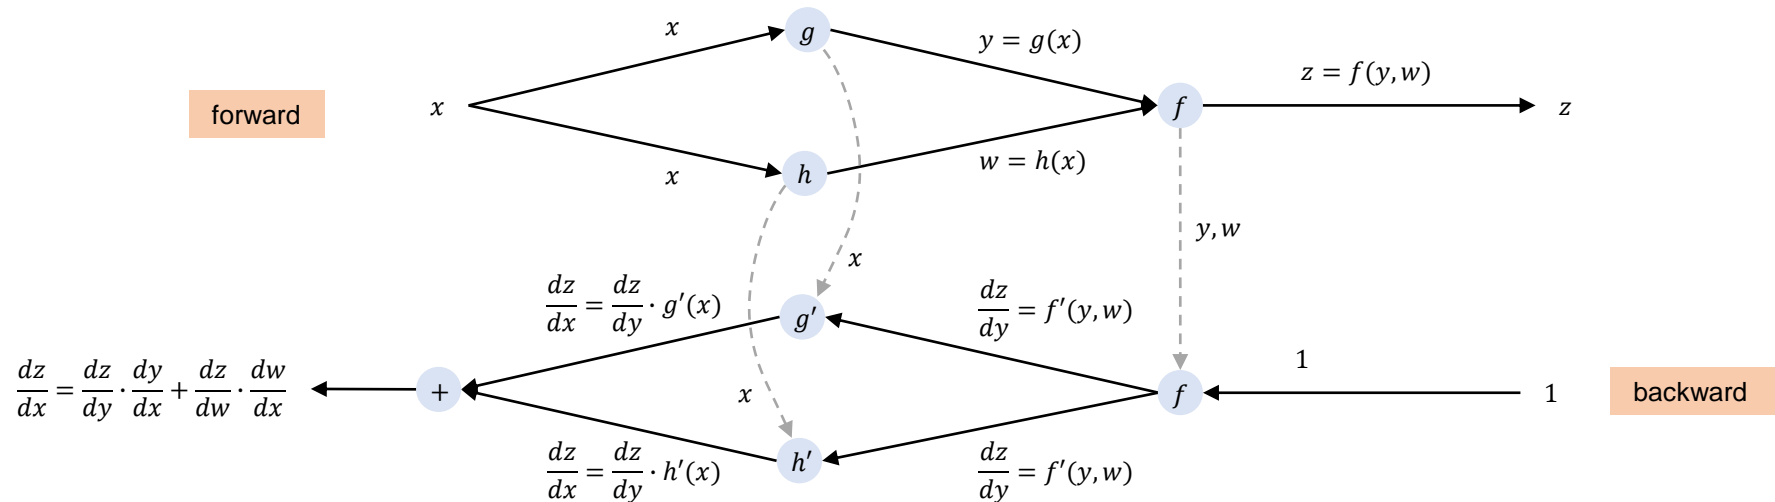 x
g
y = g(x)
z = f(y, w)
forward
x
f
z
h
x
w = h(x)
y, w
x
dz/dx = dz/dy · g′(x)
g′
dz/dy = f′(y, w)
1
dz/dx = dz/dy · dy/dx + dz/dw · dw/dx
+
x
f
1
backward
dz/dx = dz/dy · h′(x)
h′
dz/dy = f′(y, w)